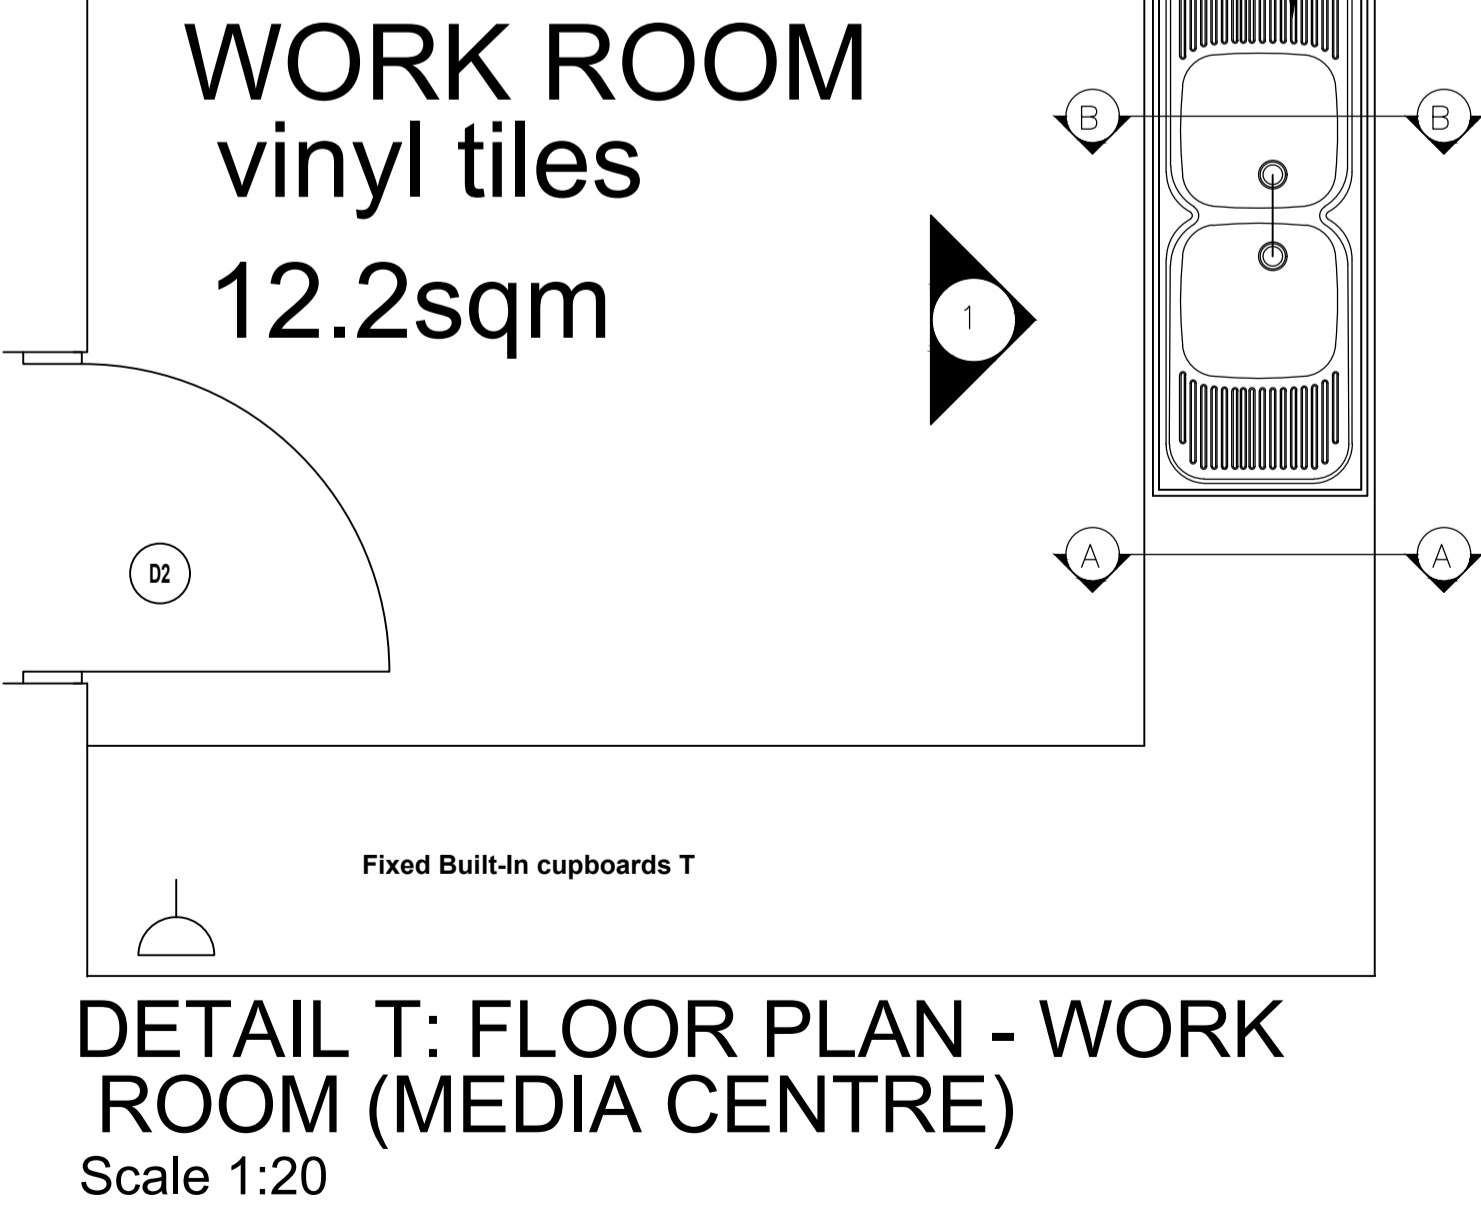 WORK ROOM
vinyl tiles
12.2sqm
B
B
1
D2
A
A
Fixed Built-In cupboards T
DETAIL T: FLOOR PLAN - WORK
ROOM (MEDIA CENTRE)
Scale 1:20